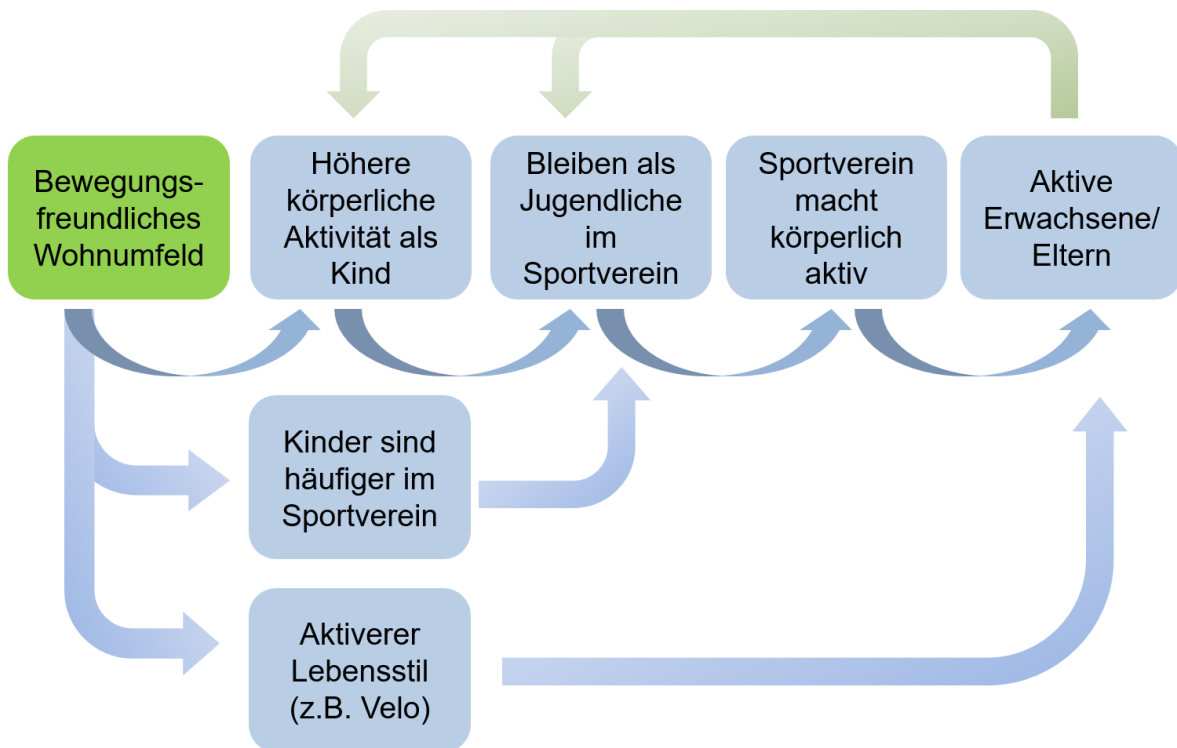 Bewegungs-
freundliches
Wohnumfeld
Höhere
körperliche
Aktivität als
Kind
Bleiben als
Jugendliche
im
Sportverein
Sportverein
macht
körperlich
aktiv
Aktive
Erwachsene/
Eltern
Kinder sind
häufiger im
Sportverein
Aktiverer
Lebensstil
(z.B. Velo)